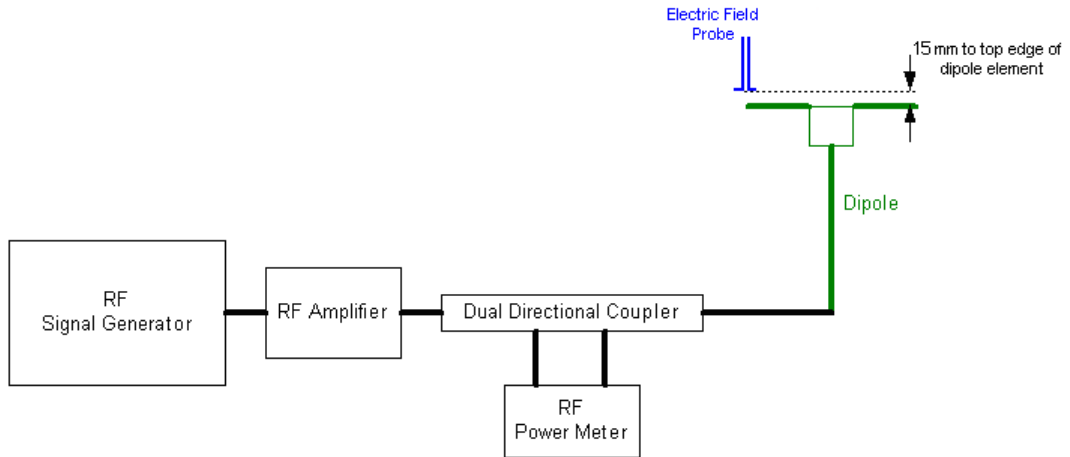 Electric Field
Probe
15 mm to top edge of
dipole element
Dipole
RF
Signal Generator
RF Amplifier
Dual Directional Coupler
RF
Power Meter